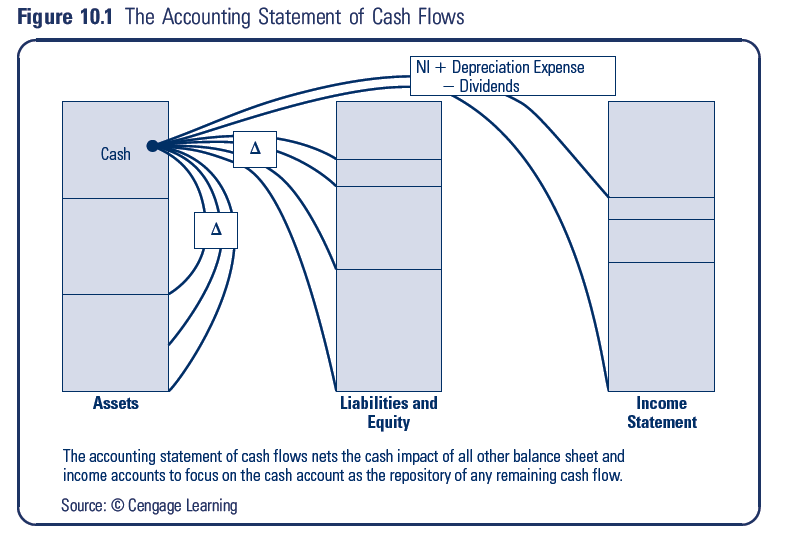 Figure 10.1 The Accounting Statement of Cash Flows
NI + Depreciation Expense
− Dividends
Cash
Δ
Δ
Assets
Liabilities and
Equity
Income
Statement
The accounting statement of cash flows nets the cash impact of all other balance sheet and
income accounts to focus on the cash account as the repository of any remaining cash flow.
Source: © Cengage Learning